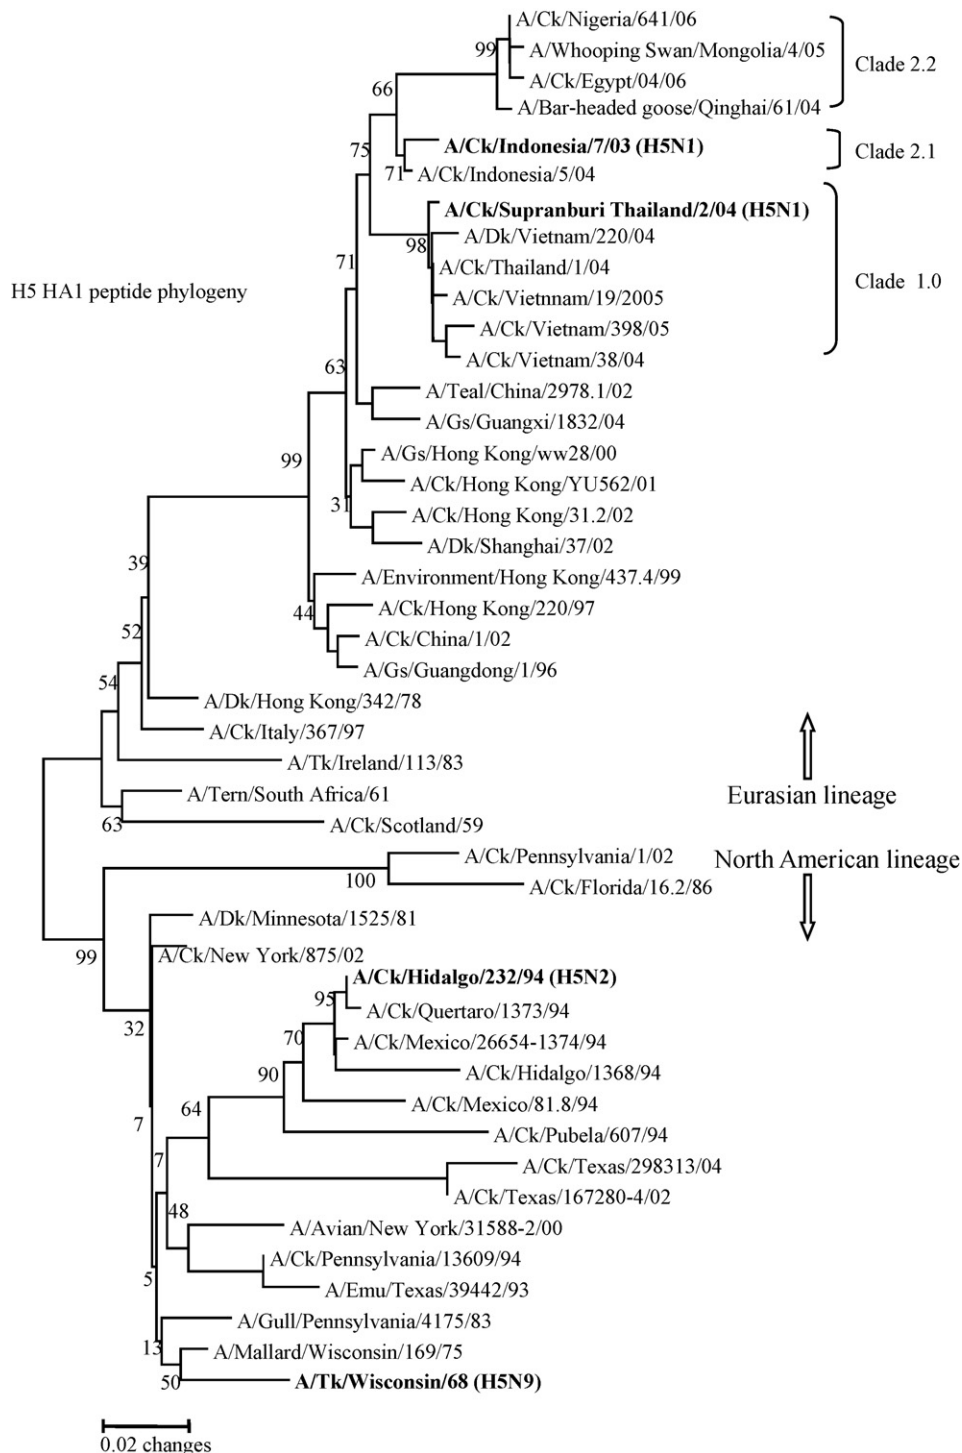 A/Ck/Nigeria/641/06
99
A/Whooping Swan/Mongolia/4/05
Clade 2.2
66
A/Ck/Egypt/04/06
A/Bar-headed goose/Qinghai/61/04
75
A/Ck/Indonesia/7/03 (H5N1)
Clade 2.1
71
A/Ck/Indonesia/5/04
A/Ck/Supranburi Thailand/2/04 (H5N1)
98
A/Dk/Vietnam/220/04
71
A/Ck/Thailand/1/04
Clade 1.0
H5 HA1 peptide phylogeny
A/Ck/Vietnnam/19/2005
A/Ck/Vietnam/398/05
63
A/Ck/Vietnam/38/04
A/Teal/China/2978.1/02
A/Gs/Guangxi/1832/04
99
A/Gs/Hong Kong/ww28/00
A/Ck/Hong Kong/YU562/01
31
A/Ck/Hong Kong/31.2/02
A/Dk/Shanghai/37/02
39
A/Environment/Hong Kong/437.4/99
44
A/Ck/Hong Kong/220/97
52
A/Ck/China/1/02
A/Gs/Guangdong/1/96
54
A/Dk/Hong Kong/342/78
A/Ck/Italy/367/97
A/Tk/Ireland/113/83
A/Tern/South Africa/61
Eurasian lineage
63
A/Ck/Scotland/59
A/Ck/Pennsylvania/1/02
North American lineage
100
A/Ck/Florida/16.2/86
A/Dk/Minnesota/1525/81
99
A/Ck/New York/875/02
A/Ck/Hidalgo/232/94 (H5N2)
95
A/Ck/Quertaro/1373/94
32
70
A/Ck/Mexico/26654-1374/94
90
A/Ck/Hidalgo/1368/94
64
A/Ck/Mexico/81.8/94
7
A/Ck/Pubela/607/94
7
A/Ck/Texas/298313/04
A/Ck/Texas/167280-4/02
48
A/Avian/New York/31588-2/00
A/Ck/Pennsylvania/13609/94
5
A/Emu/Texas/39442/93
A/Gull/Pennsylvania/4175/83
13
A/Mallard/Wisconsin/169/75
50
A/Tk/Wisconsin/68 (H5N9)
0.02 changes